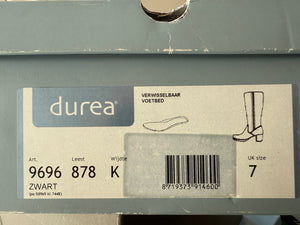 durea®
VERWISSELBAAR
VOETBED
Art. Leest Wijdte UK size
9696 878 K 7
ZWART
8719373914600